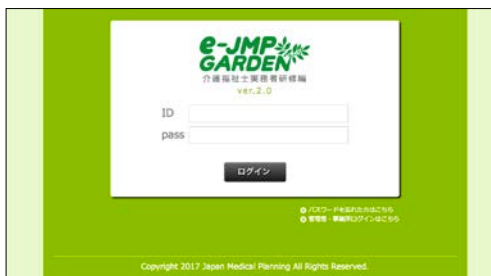 e-JMP
GARDEN
介護福祉士実務者研修編
ver.2.0
ID
pass
ログイン
パスワードを忘れた方はこちら
管理者・事務所ログインはこちら
Copyright 2017 Japan Medical Planning All Rights Reserved.